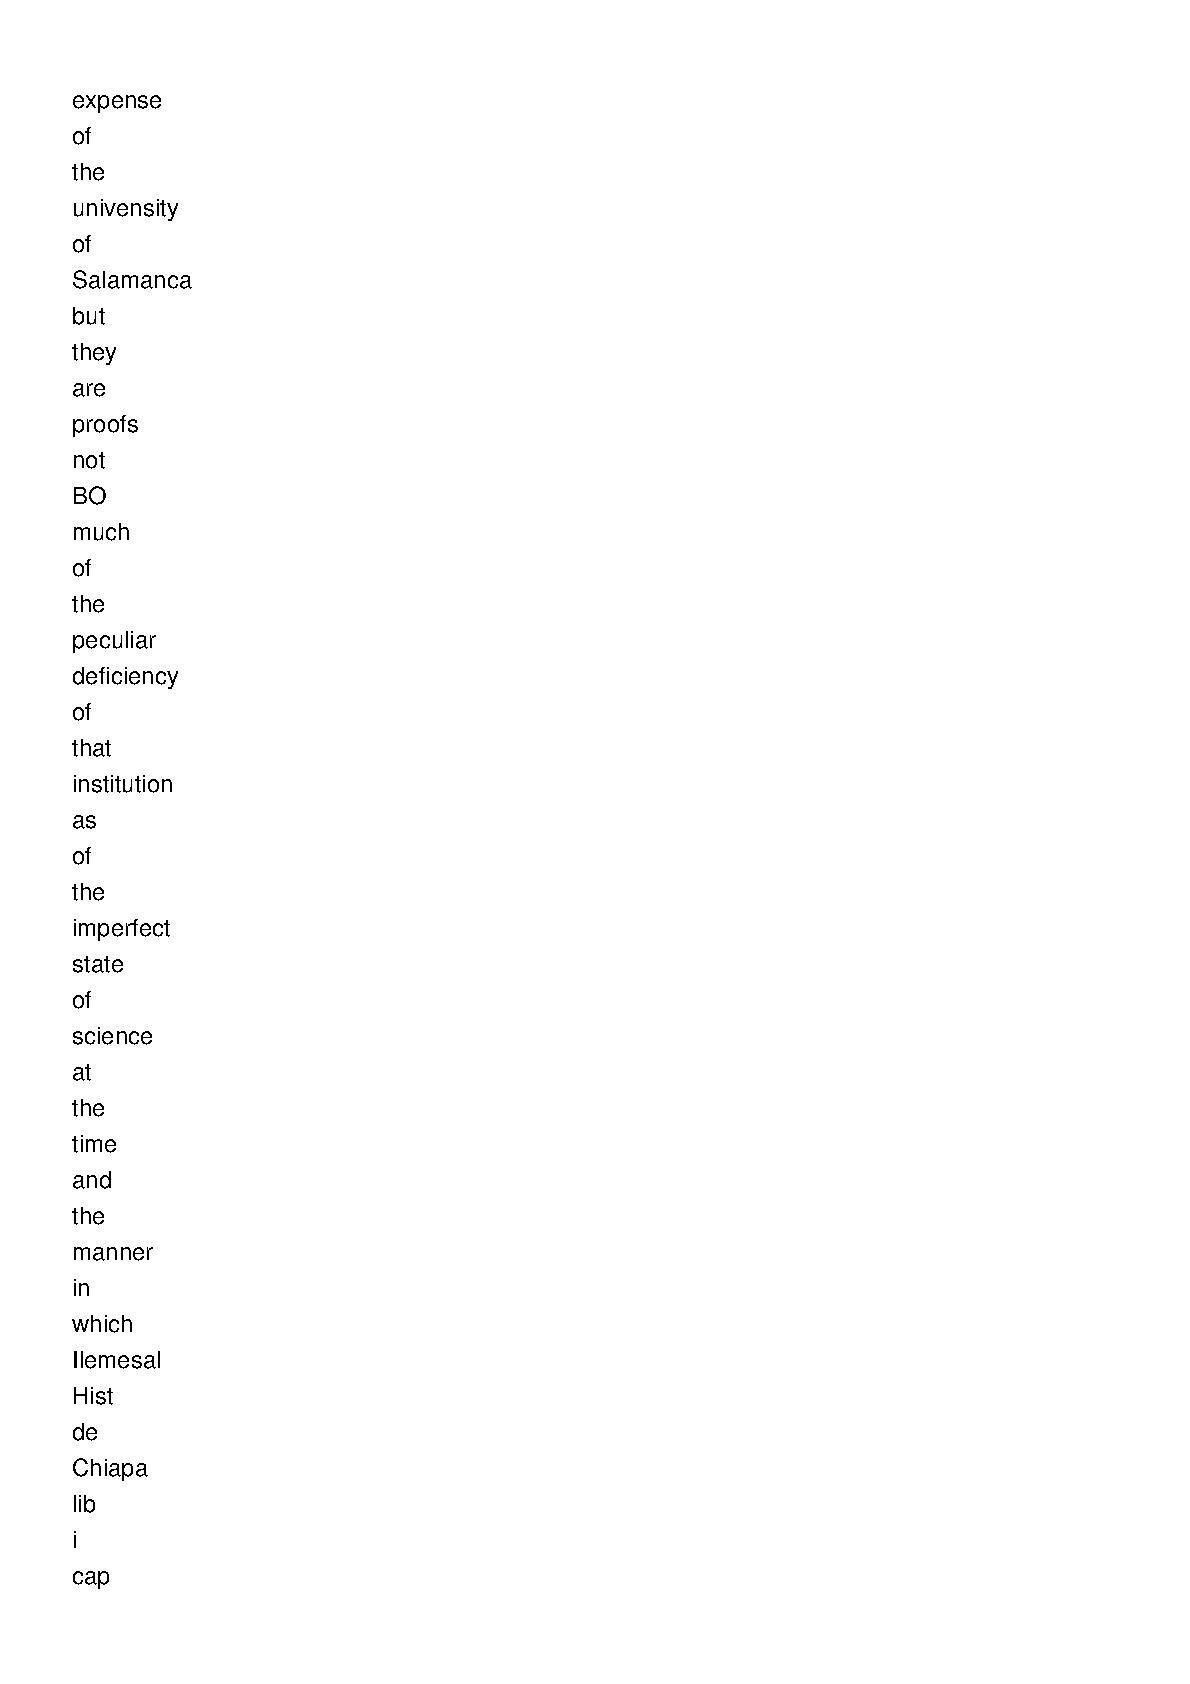 expense
of
the
univensity
of
Salamanca
but
they
are
proofs
not
BO
much
of
the
peculiar
deficiency
of
that
institution
as
of
the
imperfect
state
of
science
at
the
time
and
the
manner
in
which
Ilemesal
Hist
de
Chiapa
lib
i
cap